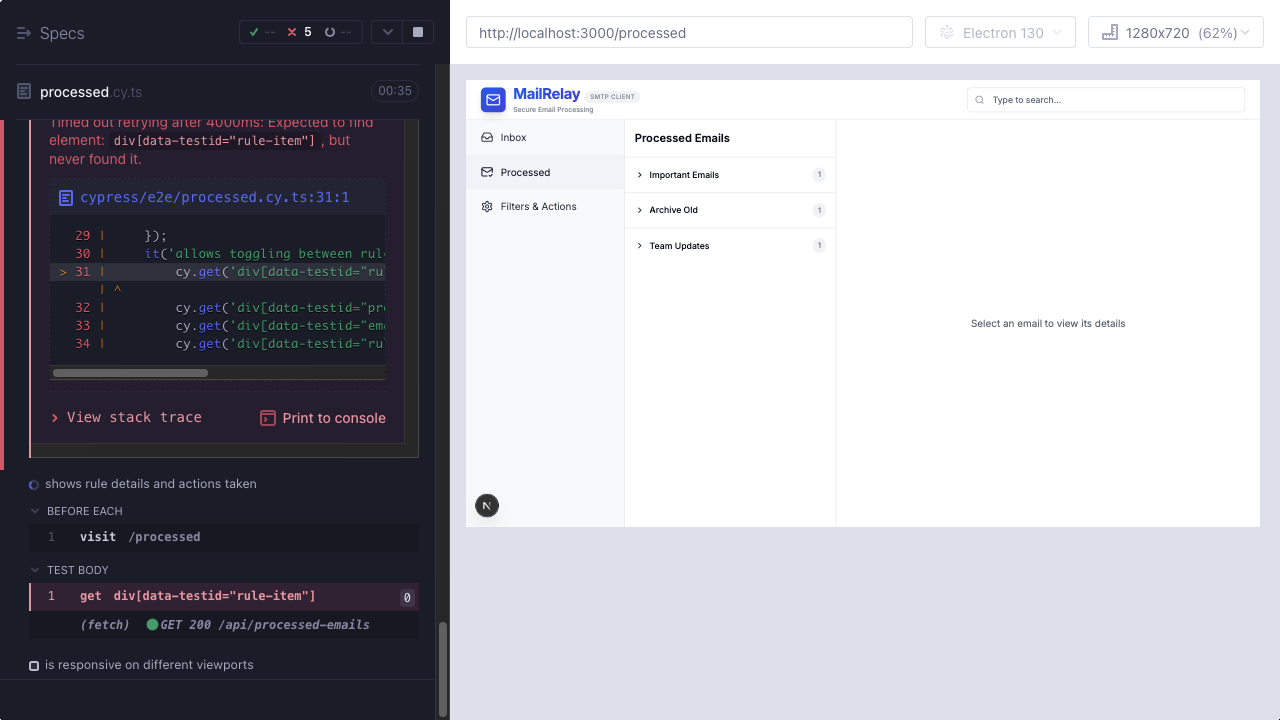 Specs
-- 5 --
processed.cy.ts
00:35
Timed out retrying after 4000ms: Expected to find
element: div[data-testid="rule-item"] , but
never found it.
cypress/e2e/processed.cy.ts:31:1
29 | });
30 | it('allows toggling between rul
> 31 | cy.get('div[data-testid="ru
| ^
32 | cy.get('div[data-testid="pr
33 | cy.get('div[data-testid="em
34 | cy.get('div[data-testid="ru
View stack trace
Print to console
shows rule details and actions taken
BEFORE EACH
1 visit /processed
TEST BODY
1 get div[data-testid="rule-item"] 0
(fetch) GET 200 /api/processed-emails
is responsive on different viewports
http://localhost:3000/processed
Electron 130
1280x720 (62%)
MailRelay SMTP CLIENT
Secure Email Processing
Type to search...
Inbox
Processed
Filters & Actions
N
Processed Emails
Important Emails 1
Archive Old 1
Team Updates 1
Select an email to view its details